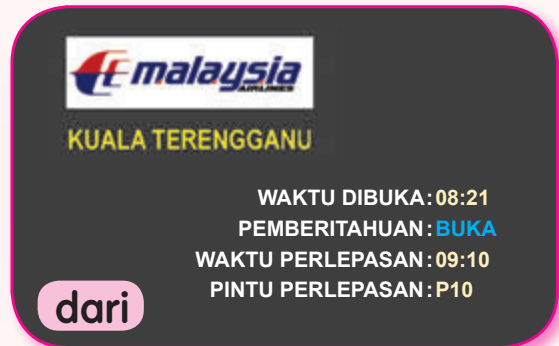 malaysia
AIRLINES
KUALA TERENGGANU
WAKTU DIBUKA:08:21
PEMBERITAHUAN:BUKA
WAKTU PERLEPASAN:09:10
PINTU PERLEPASAN:P10
dari